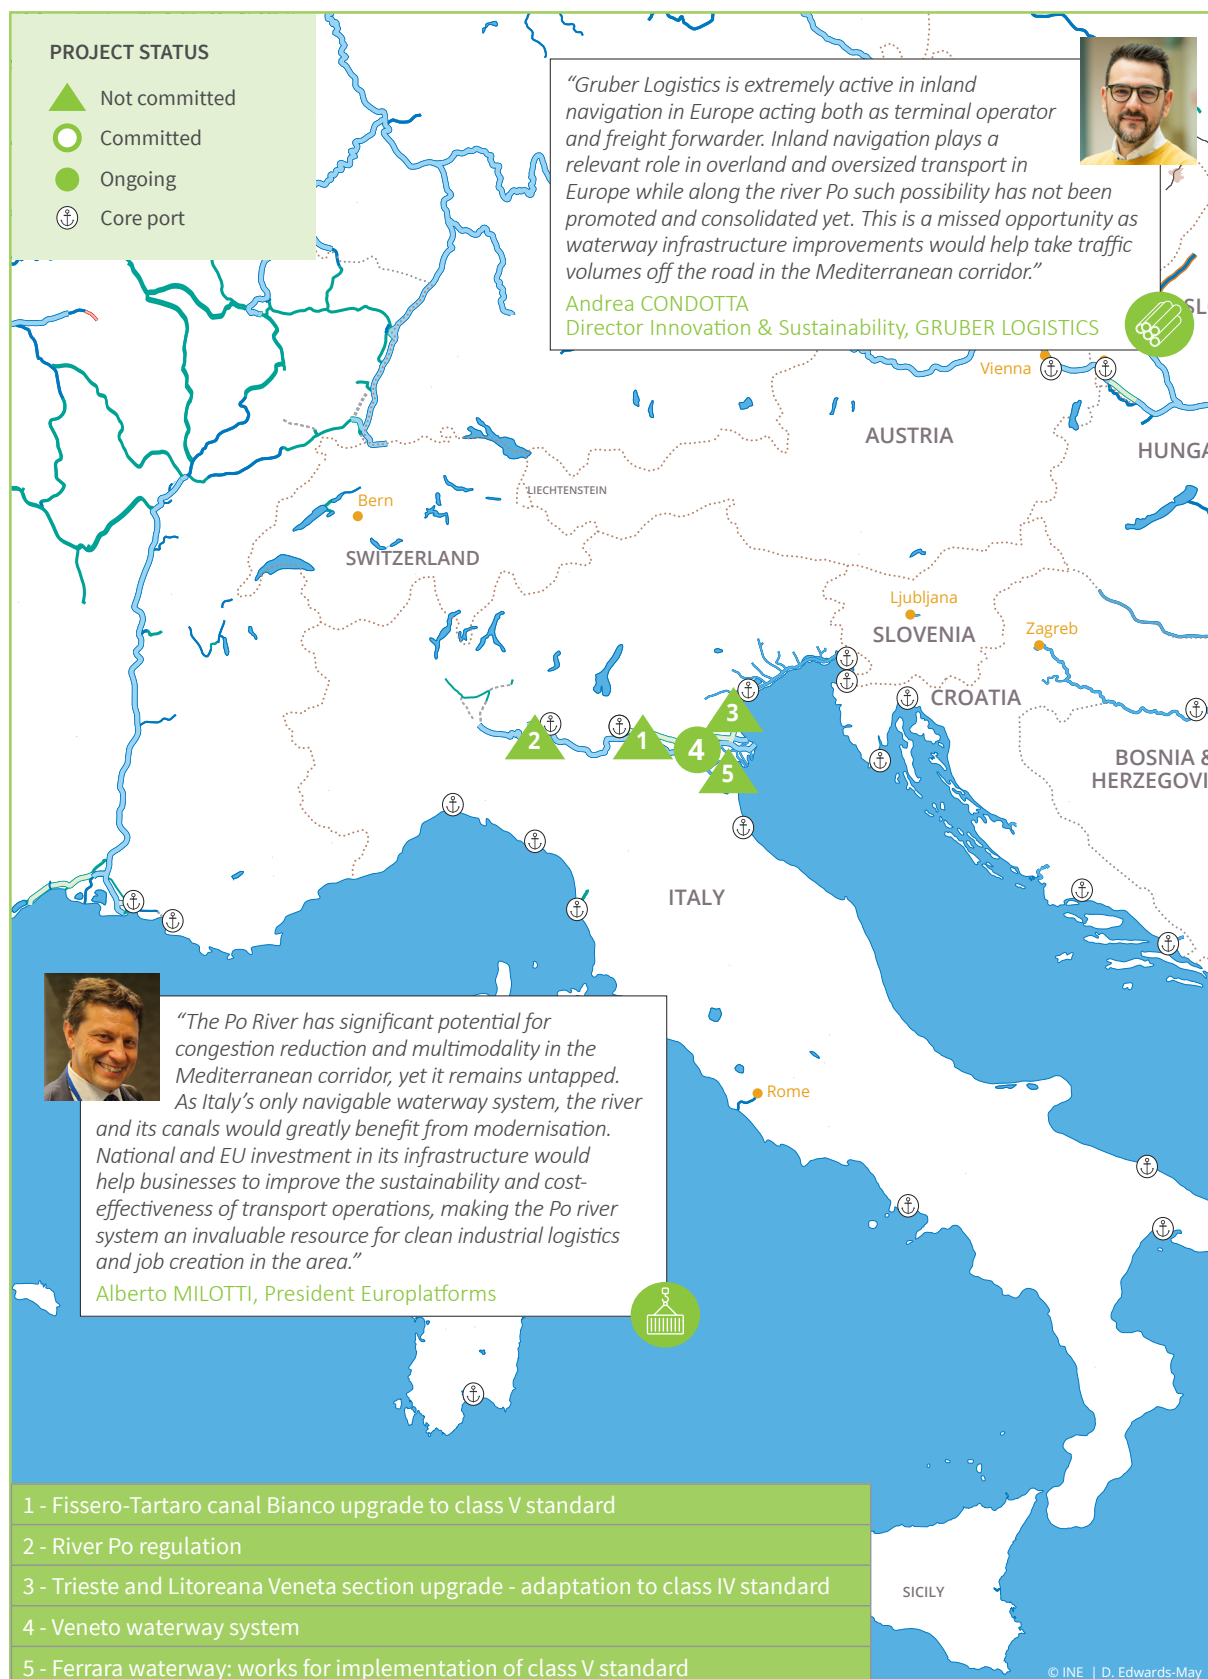 PROJECT STATUS
Not committed
Committed
Ongoing
Core port
“Gruber Logistics is extremely active in inland
navigation in Europe acting both as terminal operator
and freight forwarder. Inland navigation plays a
relevant role in overland and oversized transport in
Europe while along the river Po such possibility has not been
promoted and consolidated yet. This is a missed opportunity as
waterway infrastructure improvements would help take traffic
volumes off the road in the Mediterranean corridor.”
Andrea CONDOTTA
Director Innovation & Sustainability, GRUBER LOGISTICS
SLO
Vienna
AUSTRIA
HUNGA
LIECHTENSTEIN
Bern
SWITZERLAND
Ljubljana
SLOVENIA
Zagreb
CROATIA
BOSNIA &
HERZEGOVI
2
1
4
3
5
ITALY
“The Po River has significant potential for
congestion reduction and multimodality in the
Mediterranean corridor, yet it remains untapped.
As Italy’s only navigable waterway system, the river
and its canals would greatly benefit from modernisation.
National and EU investment in its infrastructure would
help businesses to improve the sustainability and cost-
effectiveness of transport operations, making the Po river
system an invaluable resource for clean industrial logistics
and job creation in the area.”
Alberto MILOTTI, President Europlatforms
Rome
1 - Fissero-Tartaro canal Bianco upgrade to class V standard
2 - River Po regulation
3 - Trieste and Litoreana Veneta section upgrade - adaptation to class IV standard
4 - Veneto waterway system
5 - Ferrara waterway: works for implementation of class V standard
SICILY
© INE | D. Edwards-May